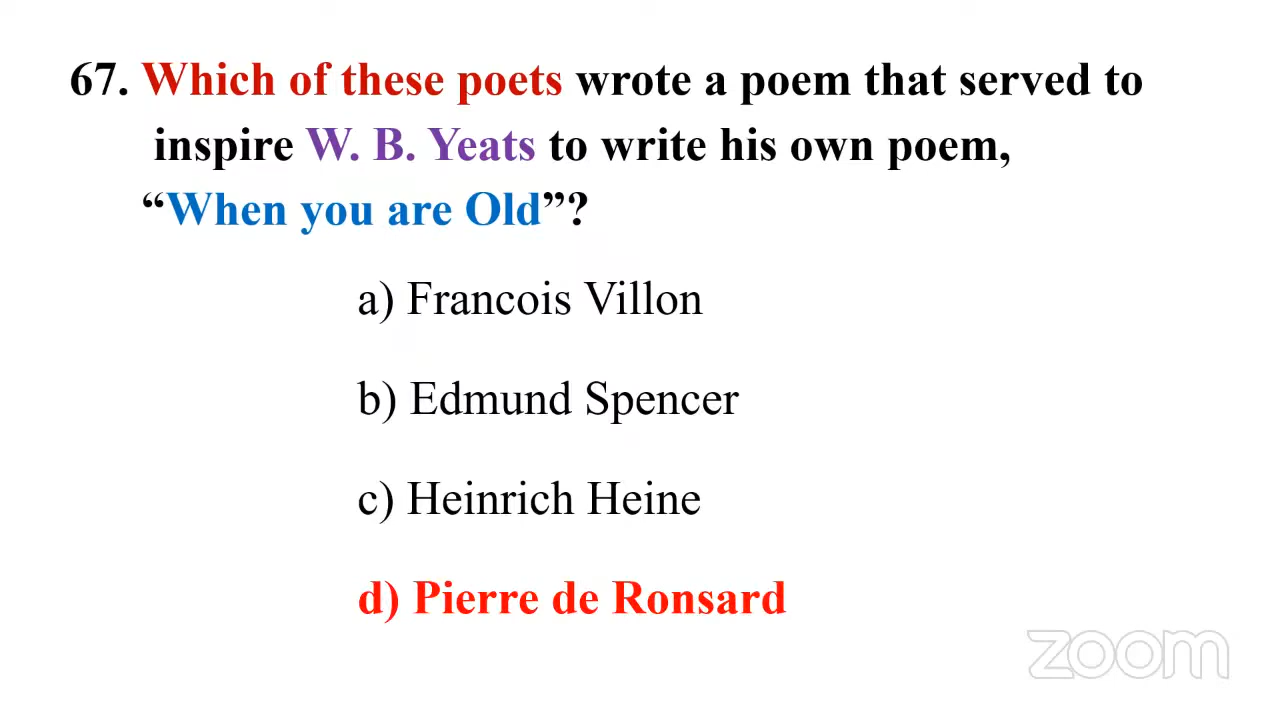 67. Which of these poets wrote a poem that served to
inspire W. B. Yeats to write his own poem,
“When you are Old”?
a) Francois Villon
b) Edmund Spencer
c) Heinrich Heine
d) Pierre de Ronsard
zoom